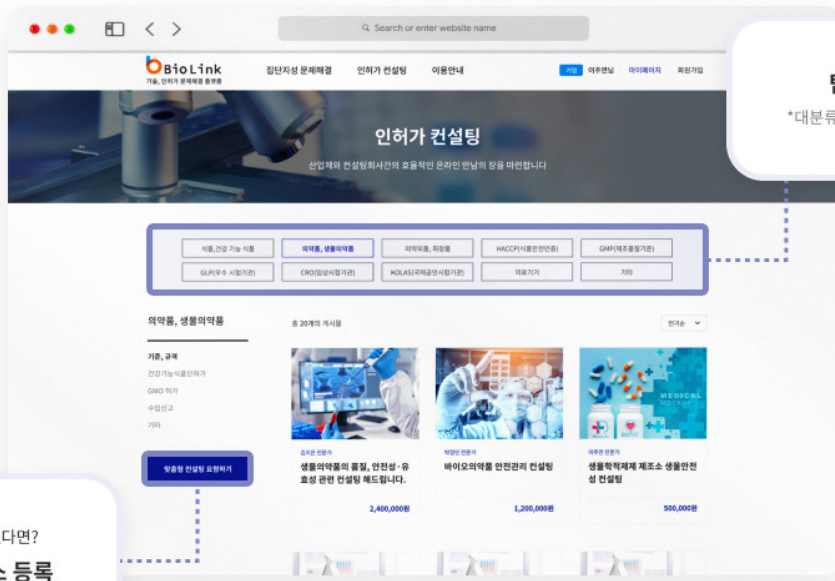 Search or enter website name
BioLink
기술, 인허가 문제해결 플랫폼
집단지성 문제해결
인허가 컨설팅
이용안내
기업
이주연님
마이페이지
회원가입
인허가 컨설팅
산업체와 컨설팅회사간의 효율적인 온라인 만남의 장을 마련합니다
*대분류
식품,건강 기능 식품
의약품, 생물의약품
의약외품, 화장품
HACCP(식품안전인증)
GMP(제조품질기준)
GLP(우수 시험기관)
CRO(임상시험기관)
KOLAS(국제공인시험기관)
의료기기
기타
의약품, 생물의약품
총 20개의 게시물
인기순
기준, 규격
건강기능식품인허가
GMO 허가
수입신고
기타
맞춤형 컨설팅 요청하기
MEDICAL
MOCKUP
김지은 전문가
생물의약품의 품질, 안전성·유
효성 관련 컨설팅 해드립니다.
2,400,000원
바이오의약품 안전관리 컨설팅
1,200,000원
이주연 전문가
생물학적제제 제조소 생물안전
성 컨설팅
500,000원
다면?
등록